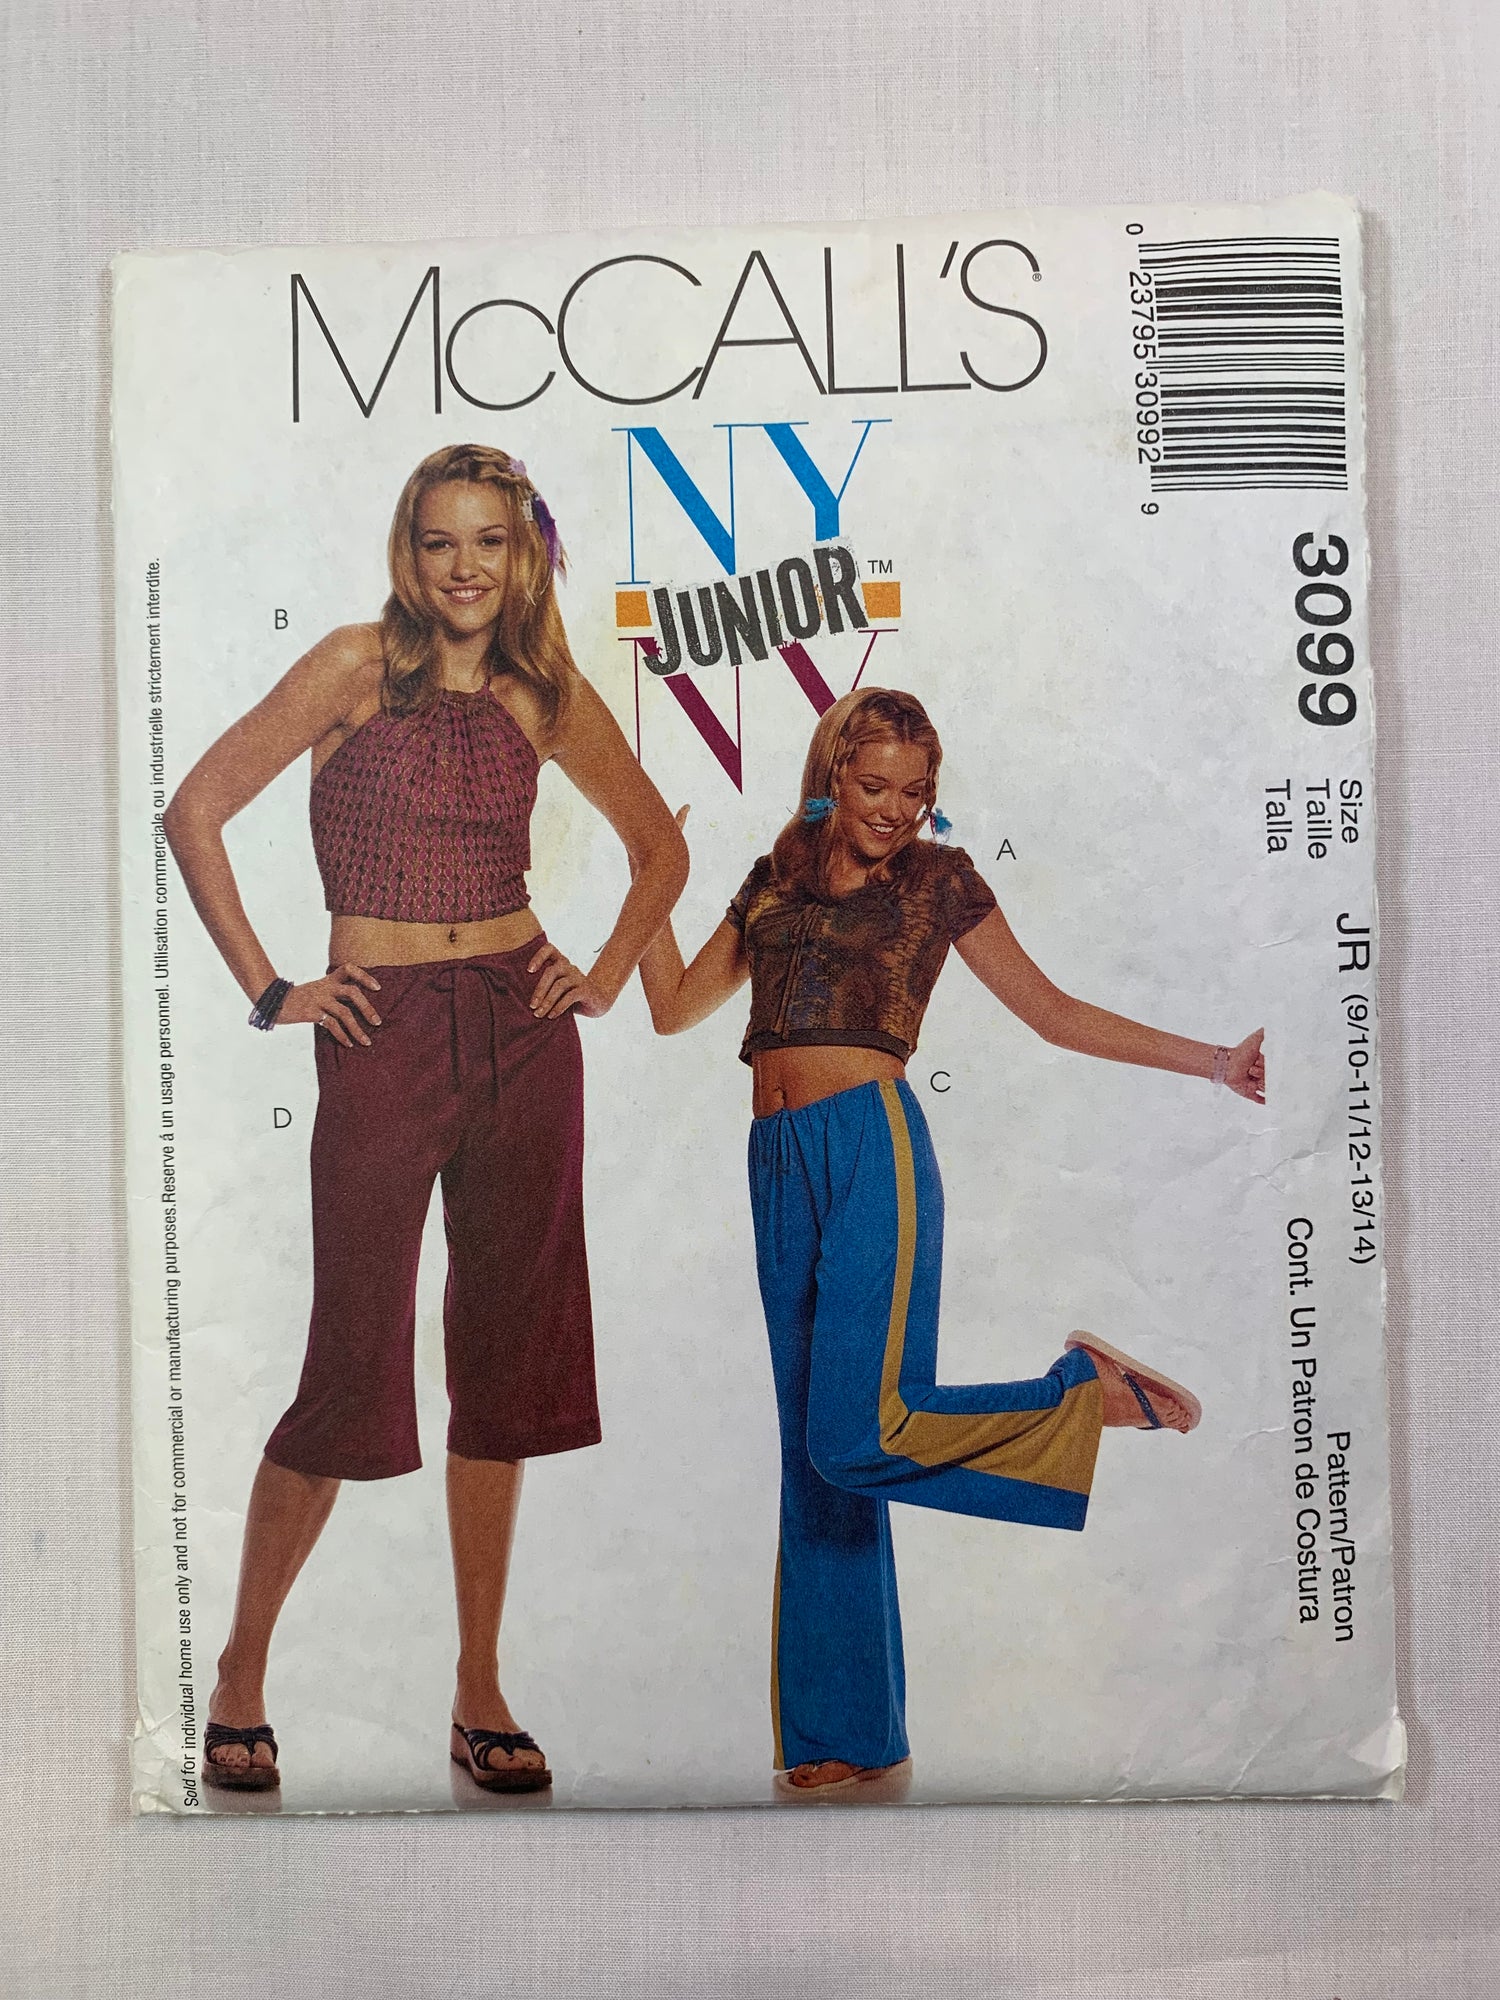 McCALL'S®
NY
JUNIOR™
NY
B
A
C
D
0 23795 30992 9
3099
Size
Taille
Talla
JR (9/10-11/12-13/14)
Pattern/Patron
Cont. Un Patron de Costura
Sold for individual home use only and not for commercial or manufacturing purposes.Reservé á un usage personnel. Utilisation commerciale ou industrielle strictement interdite.